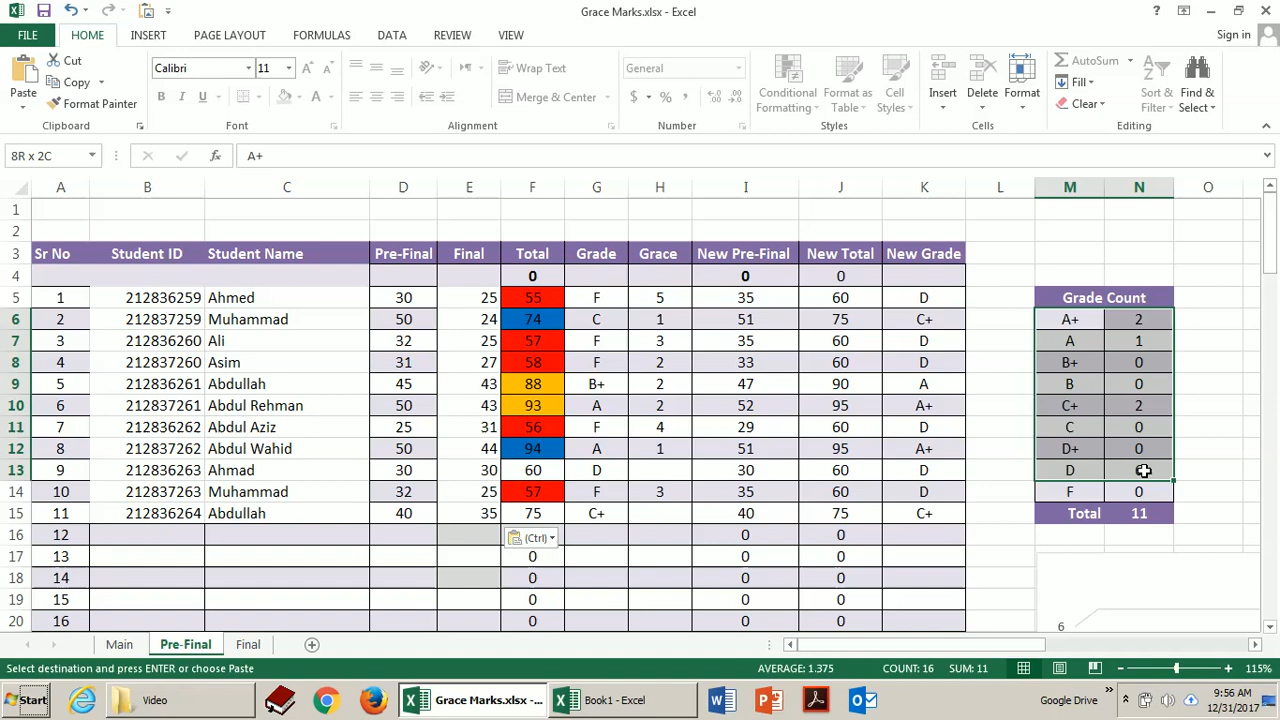 Grace Marks.xlsx - Excel
FILE HOME INSERT PAGE LAYOUT FORMULAS DATA REVIEW VIEW Sign in
Paste Cut Copy Format Painter
Calibri 11 B I U
Wrap Text Merge & Center
General $ % ,
Conditional Formatting Format as Table Cell Styles
Insert Delete Format
AutoSum Fill Clear Sort & Filter Find & Select
Clipboard Font Alignment Number Styles Cells Editing
8R x 2C fx A+
A B C D E F G H I J K L M N O
1
2
3 Sr No Student ID Student Name Pre-Final Final Total Grade Grace New Pre-Final New Total New Grade
4 0 0 0
5 1 212836259 Ahmed 30 25 55 F 5 35 60 D Grade Count
6 2 212837259 Muhammad 50 24 74 C 1 51 75 C+ A+ 2
7 3 212836260 Ali 32 25 57 F 3 35 60 D A 1
8 4 212837260 Asim 31 27 58 F 2 33 60 D B+ 0
9 5 212836261 Abdullah 45 43 88 B+ 2 47 90 A B 0
10 6 212837261 Abdul Rehman 50 43 93 A 2 52 95 A+ C+ 2
11 7 212836262 Abdul Aziz 25 31 56 F 4 29 60 D C 0
12 8 212837262 Abdul Wahid 50 44 94 A 1 51 95 A+ D+ 0
13 9 212836263 Ahmad 30 30 60 D 30 60 D D
14 10 212837263 Muhammad 32 25 57 F 3 35 60 D F 0
15 11 212836264 Abdullah 40 35 75 C+ 40 75 C+ Total 11
16 12 (Ctrl) 0 0
17 13 0 0 0
18 14 0 0 0
19 15 0 0 0
20 16 0 0 0 6
Main Pre-Final Final
Select destination and press ENTER or choose Paste AVERAGE: 1.375 COUNT: 16 SUM: 11 115%
Start Video Grace Marks.xlsx -... Book1 - Excel Google Drive 9:56 AM
12/31/2017